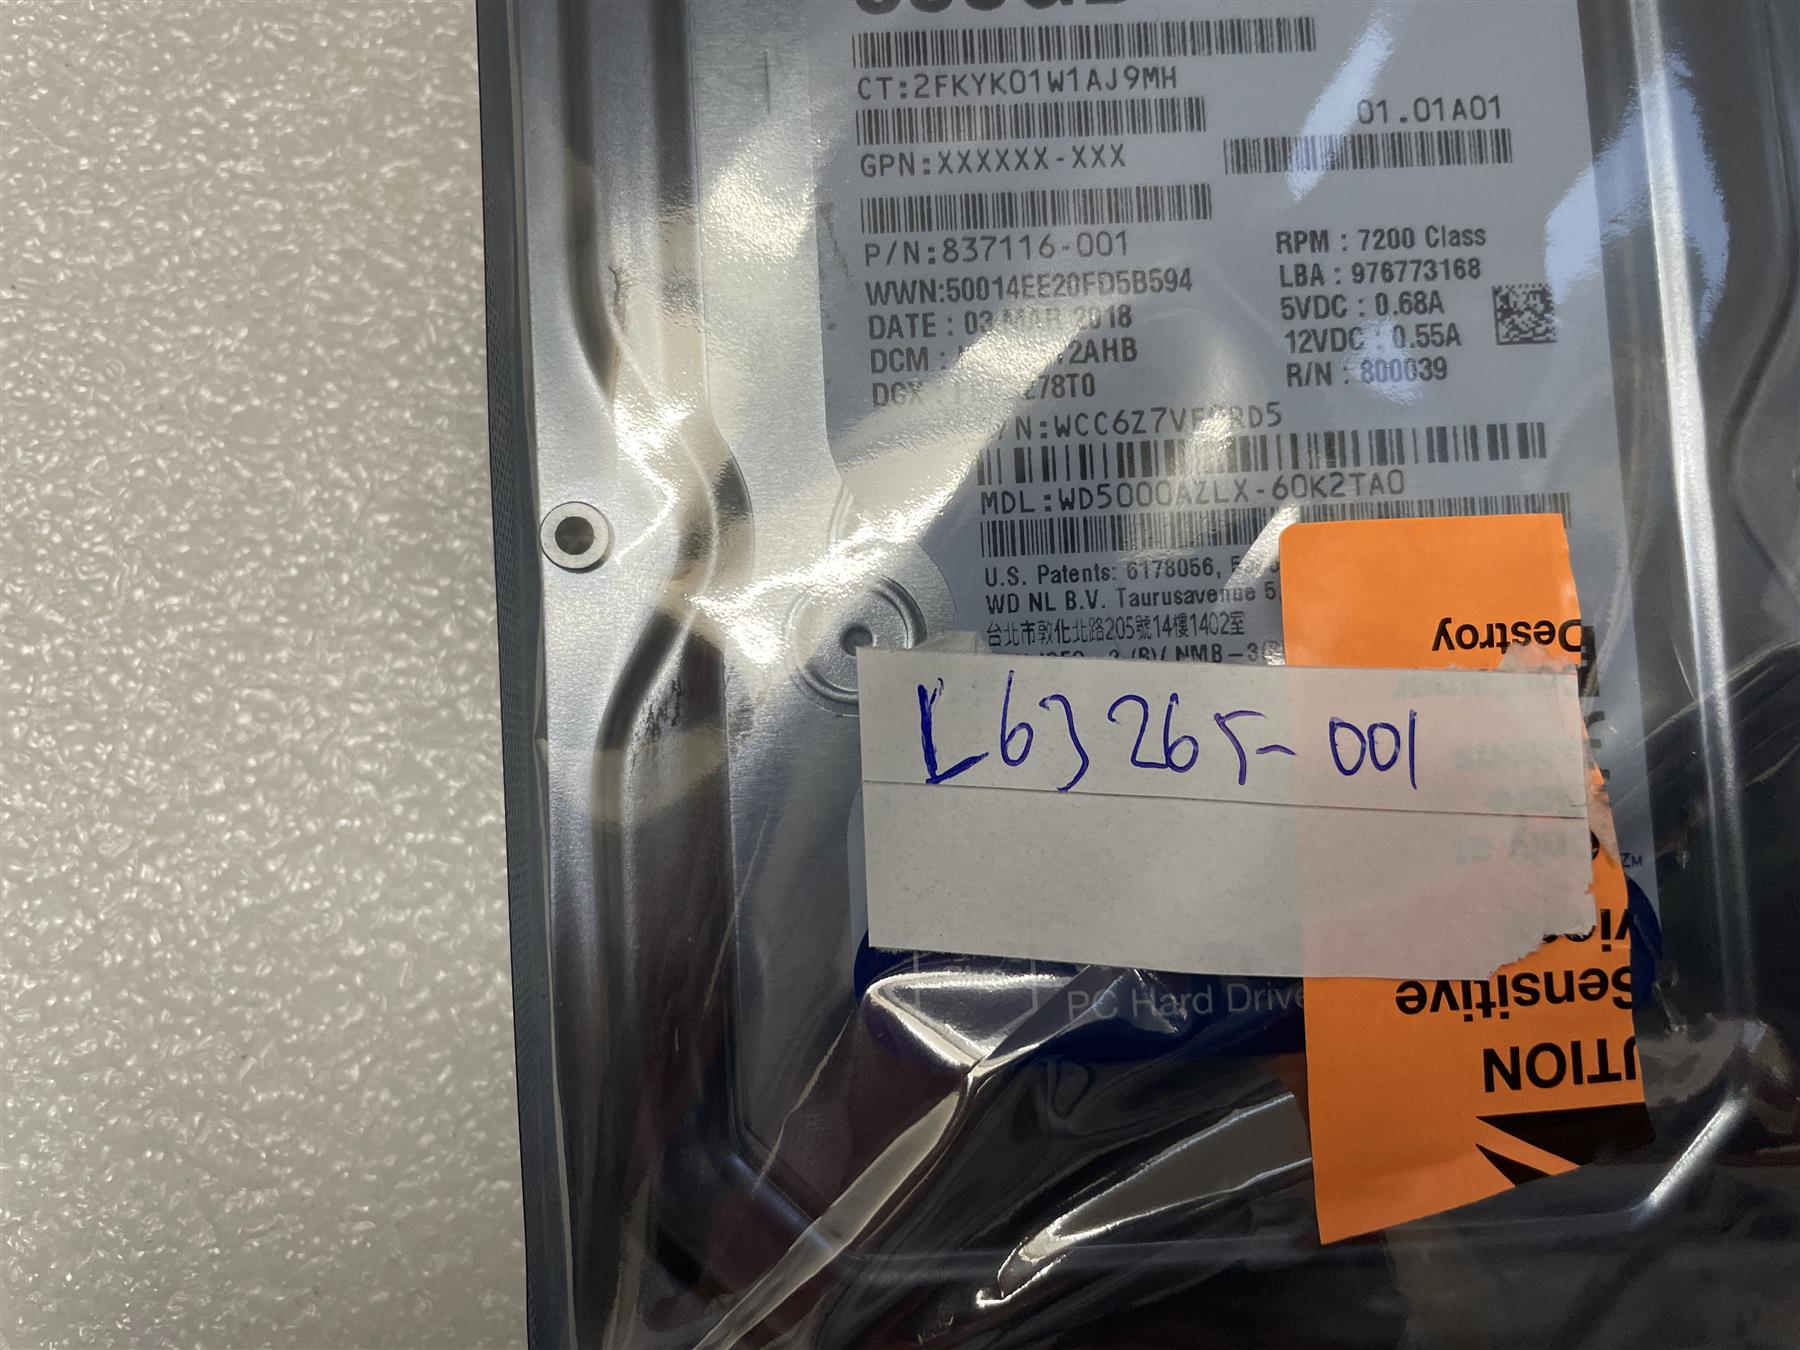 CT:2FKYK01W1AJ9MH
01.01A01
GPN:XXXXXX-XXX
P/N:837116-001
WWN:50014EE20FD5B594
DATE : 03 MAR 2018
DCM :
DGX :
RPM : 7200 Class
LBA : 976773168
5VDC : 0.68A
12VDC : 0.55A
R/N : 800039
MDL:WD5000AZLX-60K2TA0
U.S. Patents: 6178056,
WD NL B.V. Taurusavenue 5,
台北市敦化北路205號14樓1402室
L63265-001
PC Hard Drive
Destroy
Sensitive